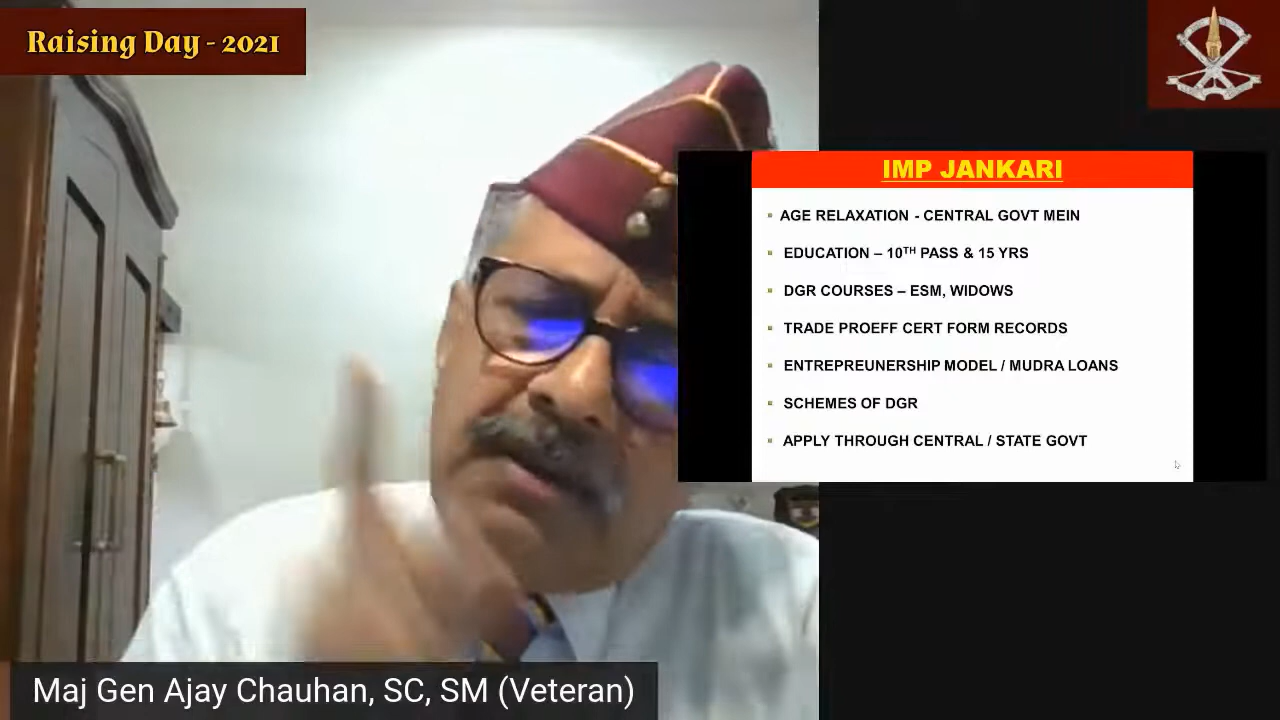 Raising Day - 2021
IMP JANKARI
AGE RELAXATION - CENTRAL GOVT MEIN
EDUCATION – 10TH PASS & 15 YRS
DGR COURSES – ESM, WIDOWS
TRADE PROEFF CERT FORM RECORDS
ENTREPREUNERSHIP MODEL / MUDRA LOANS
SCHEMES OF DGR
APPLY THROUGH CENTRAL / STATE GOVT
Maj Gen Ajay Chauhan, SC, SM (Veteran)